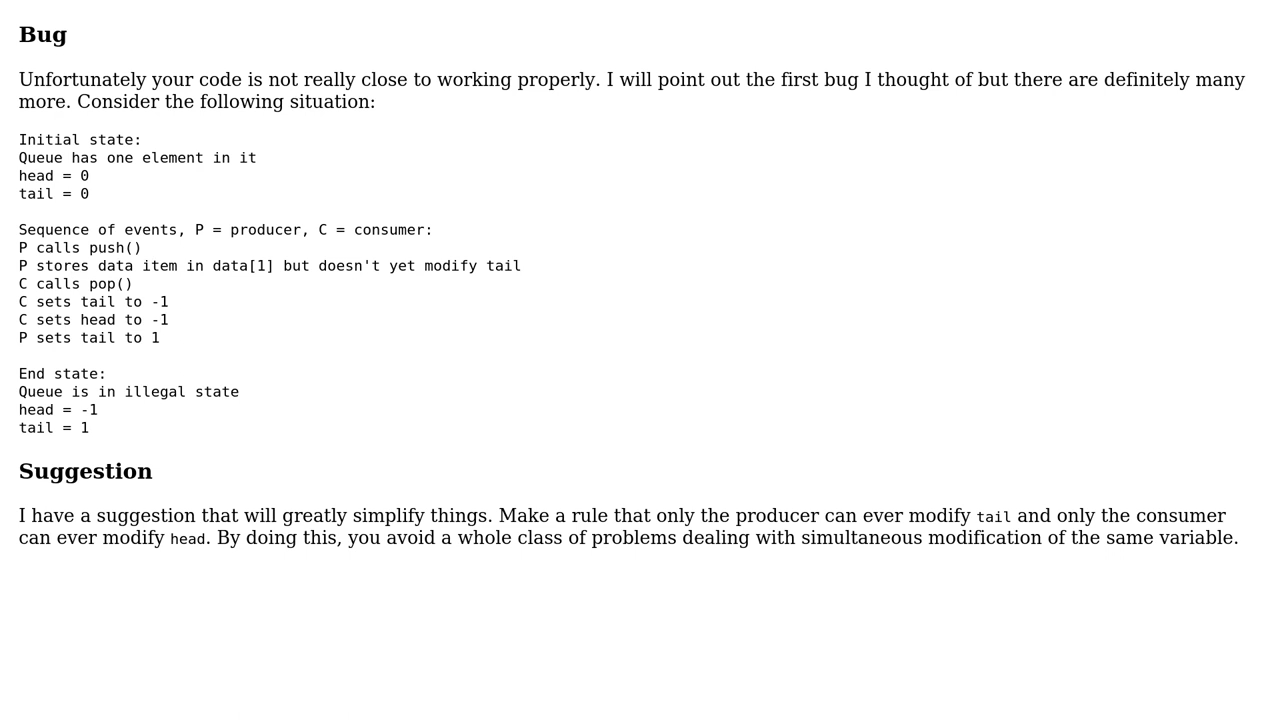 Bug
Unfortunately your code is not really close to working properly. I will point out the first bug I thought of but there are definitely many
more. Consider the following situation:
Initial state:
Queue has one element in it
head = 0
tail = 0
Sequence of events, P = producer, C = consumer:
P calls push()
P stores data item in data[1] but doesn't yet modify tail
C calls pop()
C sets tail to -1
C sets head to -1
P sets tail to 1
End state:
Queue is in illegal state
head = -1
tail = 1
Suggestion
I have a suggestion that will greatly simplify things. Make a rule that only the producer can ever modify tail and only the consumer
can ever modify head. By doing this, you avoid a whole class of problems dealing with simultaneous modification of the same variable.